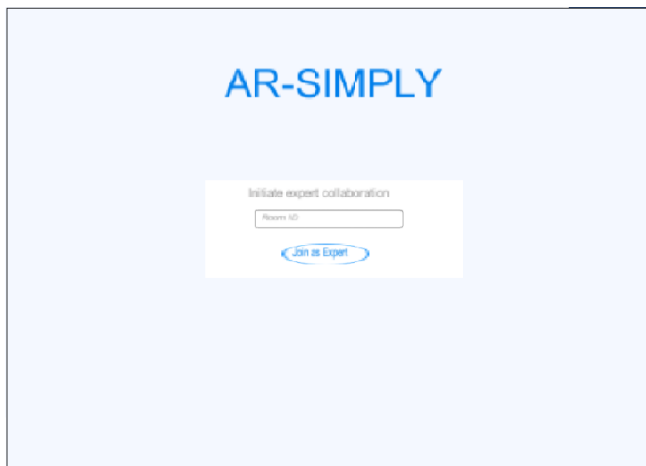 AR-SIMPLY
Initiate expert collaboration
Room ID
Join as Expert